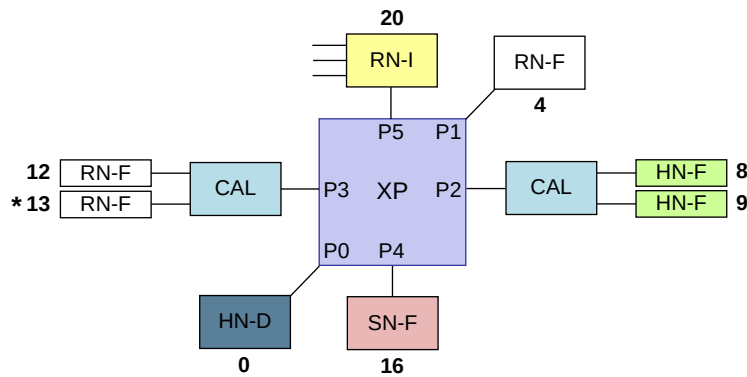 20
RN-I
RN-F
4
P5
P1
12
RN-F
* 13
RN-F
CAL
P3
XP
P2
CAL
HN-F
8
HN-F
9
P0
P4
HN-D
0
SN-F
16